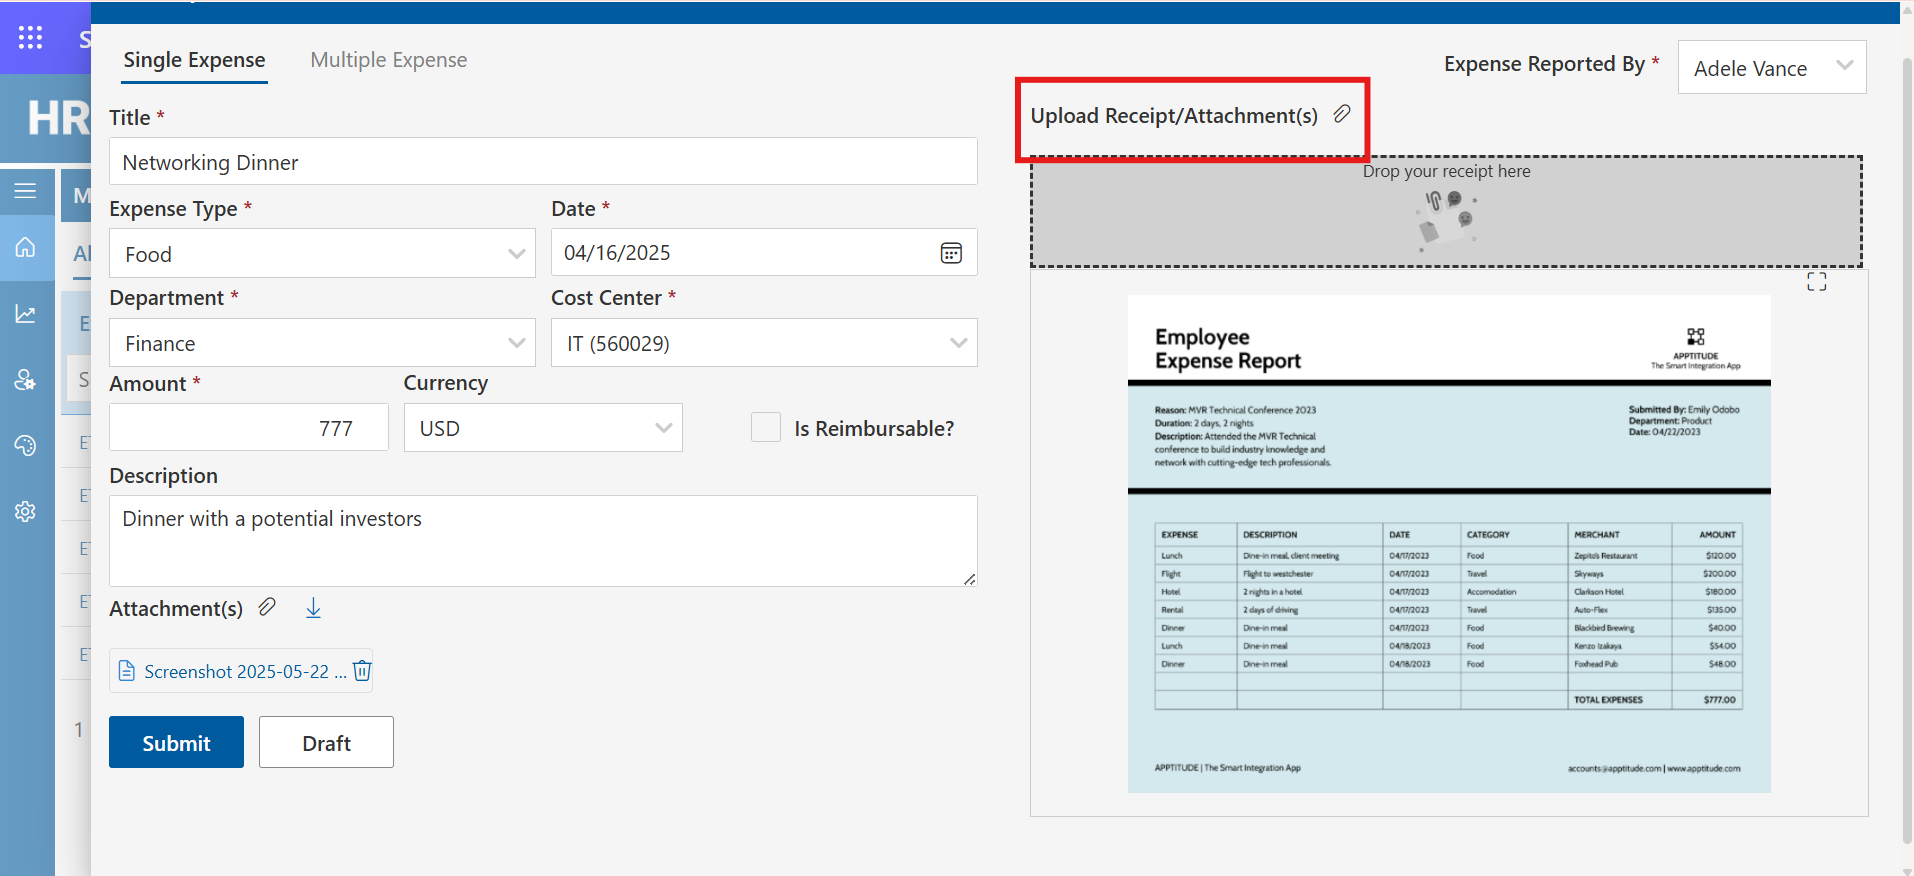 S
HR
M
Al
E
S
ET
ET
ET
ET
ET
1
Single Expense
Multiple Expense
Expense Reported By *
Adele Vance
Title *
Networking Dinner
Expense Type *
Food
Date *
04/16/2025
Department *
Finance
Cost Center *
IT (560029)
Amount *
777
Currency
USD
Is Reimbursable?
Description
Dinner with a potential investors
Attachment(s)
Screenshot 2025-05-22 ...
Submit
Draft
Upload Receipt/Attachment(s)
Drop your receipt here
Employee
Expense Report
APPTITUDE
The Smart Integration App
Reason: MVR Technical Conference 2023
Duration: 2 days, 2 nights
Description: Attended the MVR Technical
conference to build industry knowledge and
network with cutting-edge tech professionals.
Submitted By: Emily Odobo
Department: Product
Date: 04/22/2023
EXPENSE DESCRIPTION DATE CATEGORY MERCHANT AMOUNT
Lunch Dine-in meal, client meeting 04/17/2023 Food Zepito's Restaurant $120.00
Flight Flight to westchester 04/17/2023 Travel Skyways $200.00
Hotel 2 nights in a hotel 04/17/2023 Accomodation Clarkson Hotel $180.00
Rental 2 days of driving 04/17/2023 Travel Auto-Flex $135.00
Dinner Dine-in meal 04/17/2023 Food Blackbird Brewing $40.00
Lunch Dine-in meal 04/18/2023 Food Kenzo Izakaya $54.00
Dinner Dine-in meal 04/18/2023 Food Foxhead Pub $48.00
TOTAL EXPENSES $777.00
APPTITUDE | The Smart Integration App
accounts@apptitude.com | www.apptitude.com